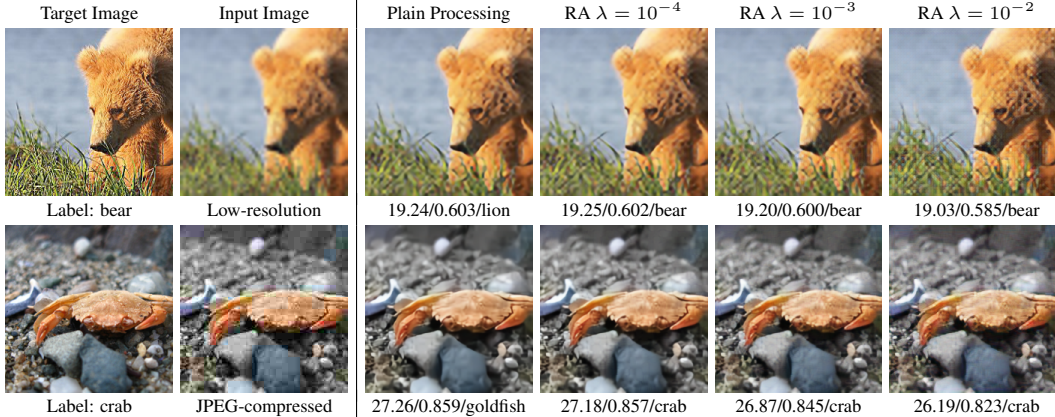 Target Image Input Image Plain Processing RA λ = 10⁻⁴ RA λ = 10⁻³ RA λ = 10⁻²
Label: bear Low-resolution 19.24/0.603/lion 19.25/0.602/bear 19.20/0.600/bear 19.03/0.585/bear
Label: crab JPEG-compressed 27.26/0.859/goldfish 27.18/0.857/crab 26.87/0.845/crab 26.19/0.823/crab